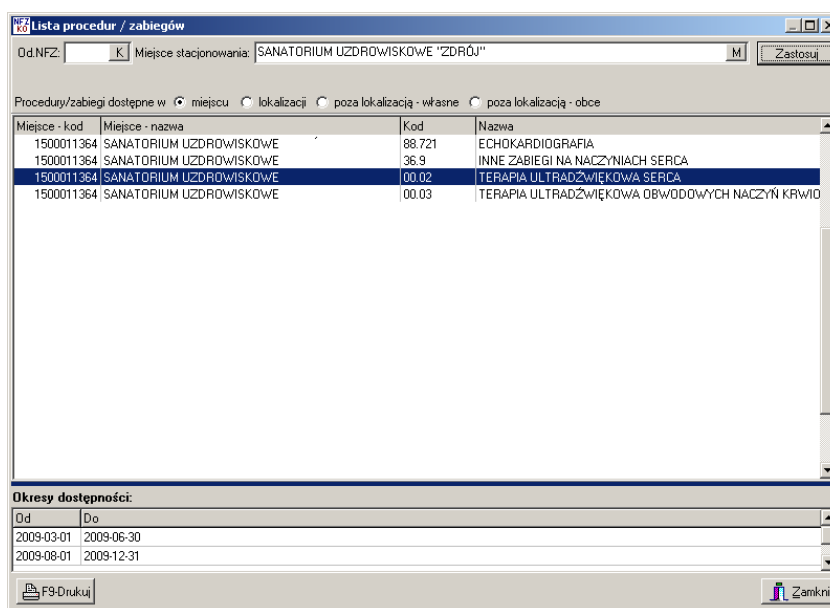 NFZ KO Lista procedur / zabiegów
Od.NFZ: K Miejsce stacjonowania: SANATORIUM UZDROWISKOWE "ZDRÓJ" M Zastosuj
Procedury/zabiegi dostępne w miejscu lokalizacji poza lokalizacją - własne poza lokalizacją - obce
Miejsce - kod Miejsce - nazwa Kod Nazwa
1500011364 SANATORIUM UZDROWISKOWE 88.721 ECHOKARDIOGRAFIA
1500011364 SANATORIUM UZDROWISKOWE 36.9 INNE ZABIEGI NA NACZYNIACH SERCA
1500011364 SANATORIUM UZDROWISKOWE 00.02 TERAPIA ULTRADŹWIĘKOWA SERCA
1500011364 SANATORIUM UZDROWISKOWE 00.03 TERAPIA ULTRADŹWIĘKOWA OBWODOWYCH NACZYŃ KRWIO
Okresy dostępności:
Od Do
2009-03-01 2009-06-30
2009-08-01 2009-12-31
F9-Drukuj Zamkni